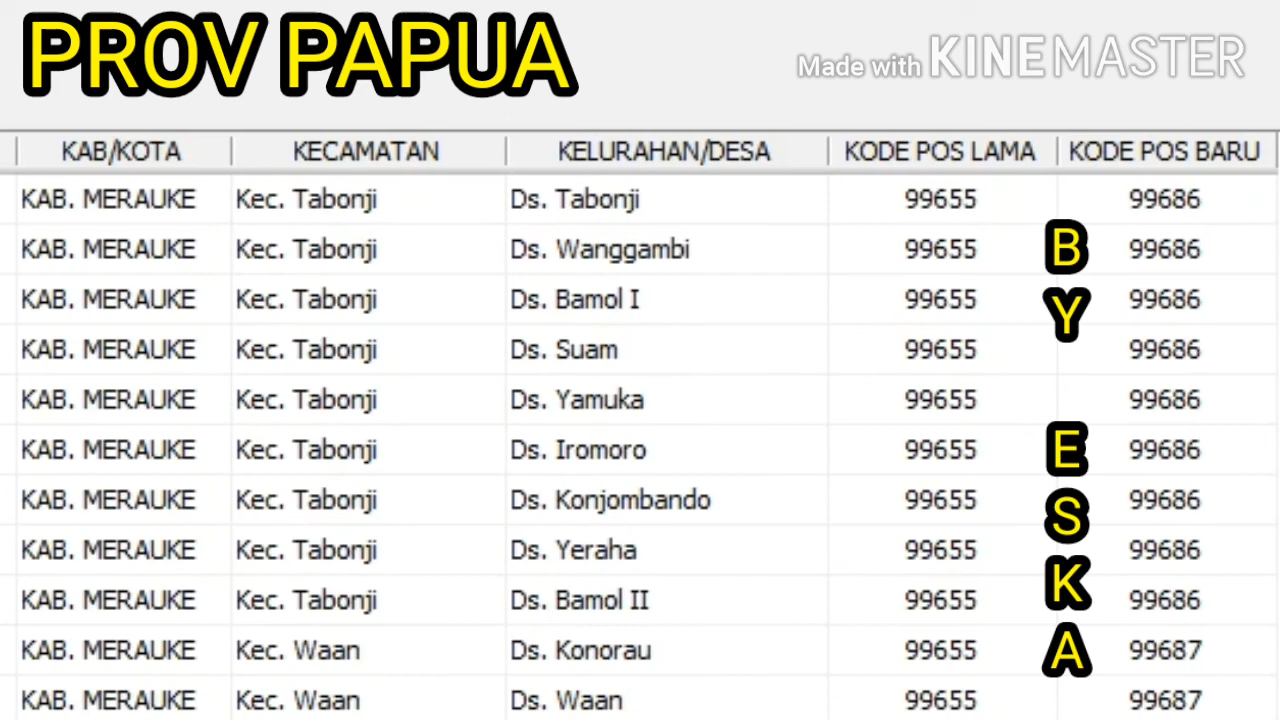 PROV PAPUA
Made with KINEMASTER
KAB/KOTA KECAMATAN KELURAHAN/DESA KODE POS LAMA KODE POS BARU
KAB. MERAUKE Kec. Tabonji Ds. Tabonji 99655 99686
KAB. MERAUKE Kec. Tabonji Ds. Wanggambi 99655 99686
KAB. MERAUKE Kec. Tabonji Ds. Bamol I 99655 99686
KAB. MERAUKE Kec. Tabonji Ds. Suam 99655 99686
KAB. MERAUKE Kec. Tabonji Ds. Yamuka 99655 99686
KAB. MERAUKE Kec. Tabonji Ds. Iromoro 99655 99686
KAB. MERAUKE Kec. Tabonji Ds. Konjombando 99655 99686
KAB. MERAUKE Kec. Tabonji Ds. Yeraha 99655 99686
KAB. MERAUKE Kec. Tabonji Ds. Bamol II 99655 99686
KAB. MERAUKE Kec. Waan Ds. Konorau 99655 99687
KAB. MERAUKE Kec. Waan Ds. Waan 99655 99687
BY ESKA